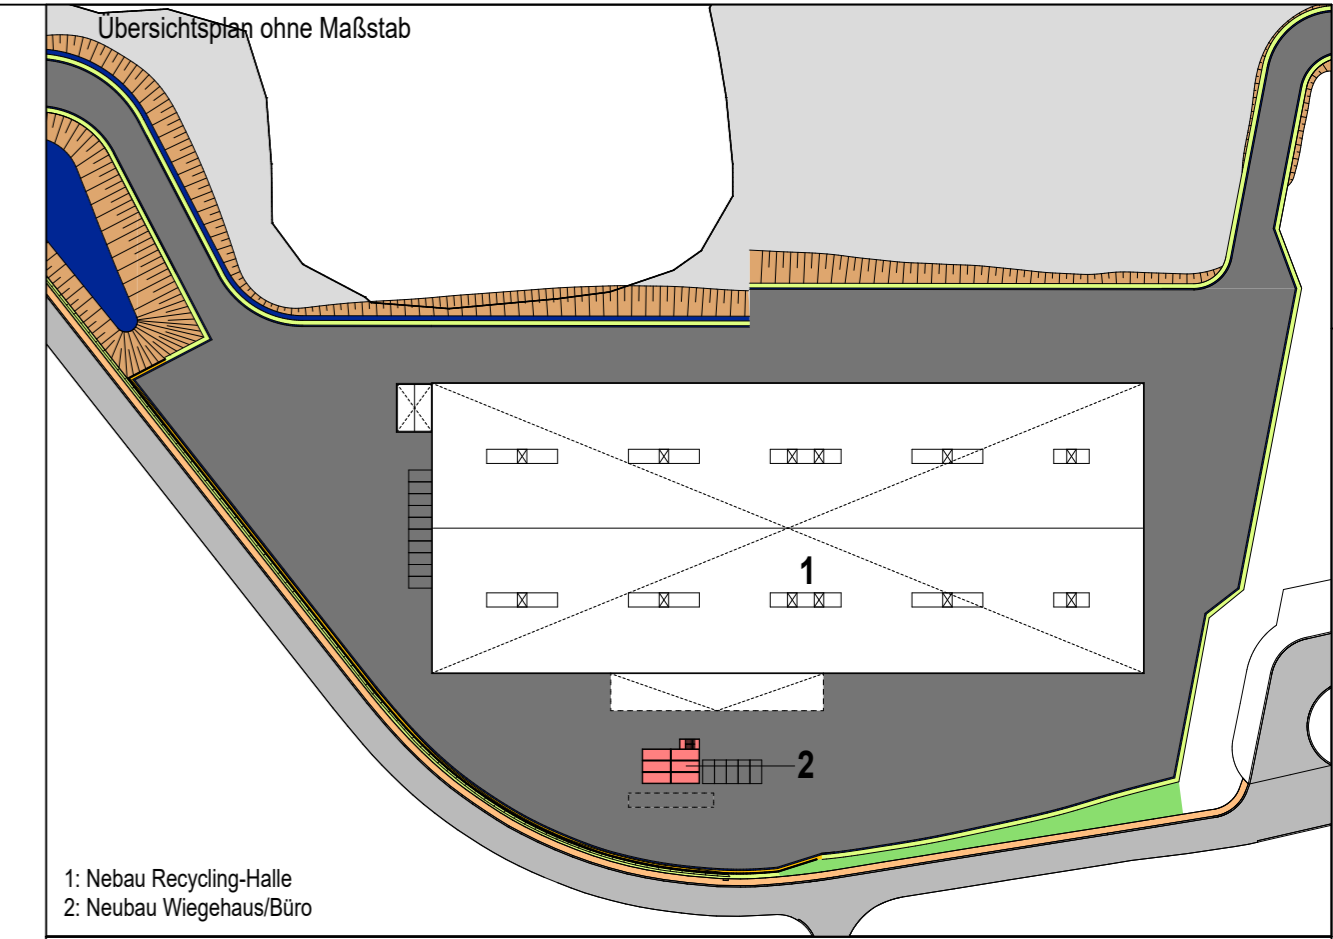 Übersichtsplan ohne Maßstab
1
2
1: Nebau Recycling-Halle
2: Neubau Wiegehaus/Büro